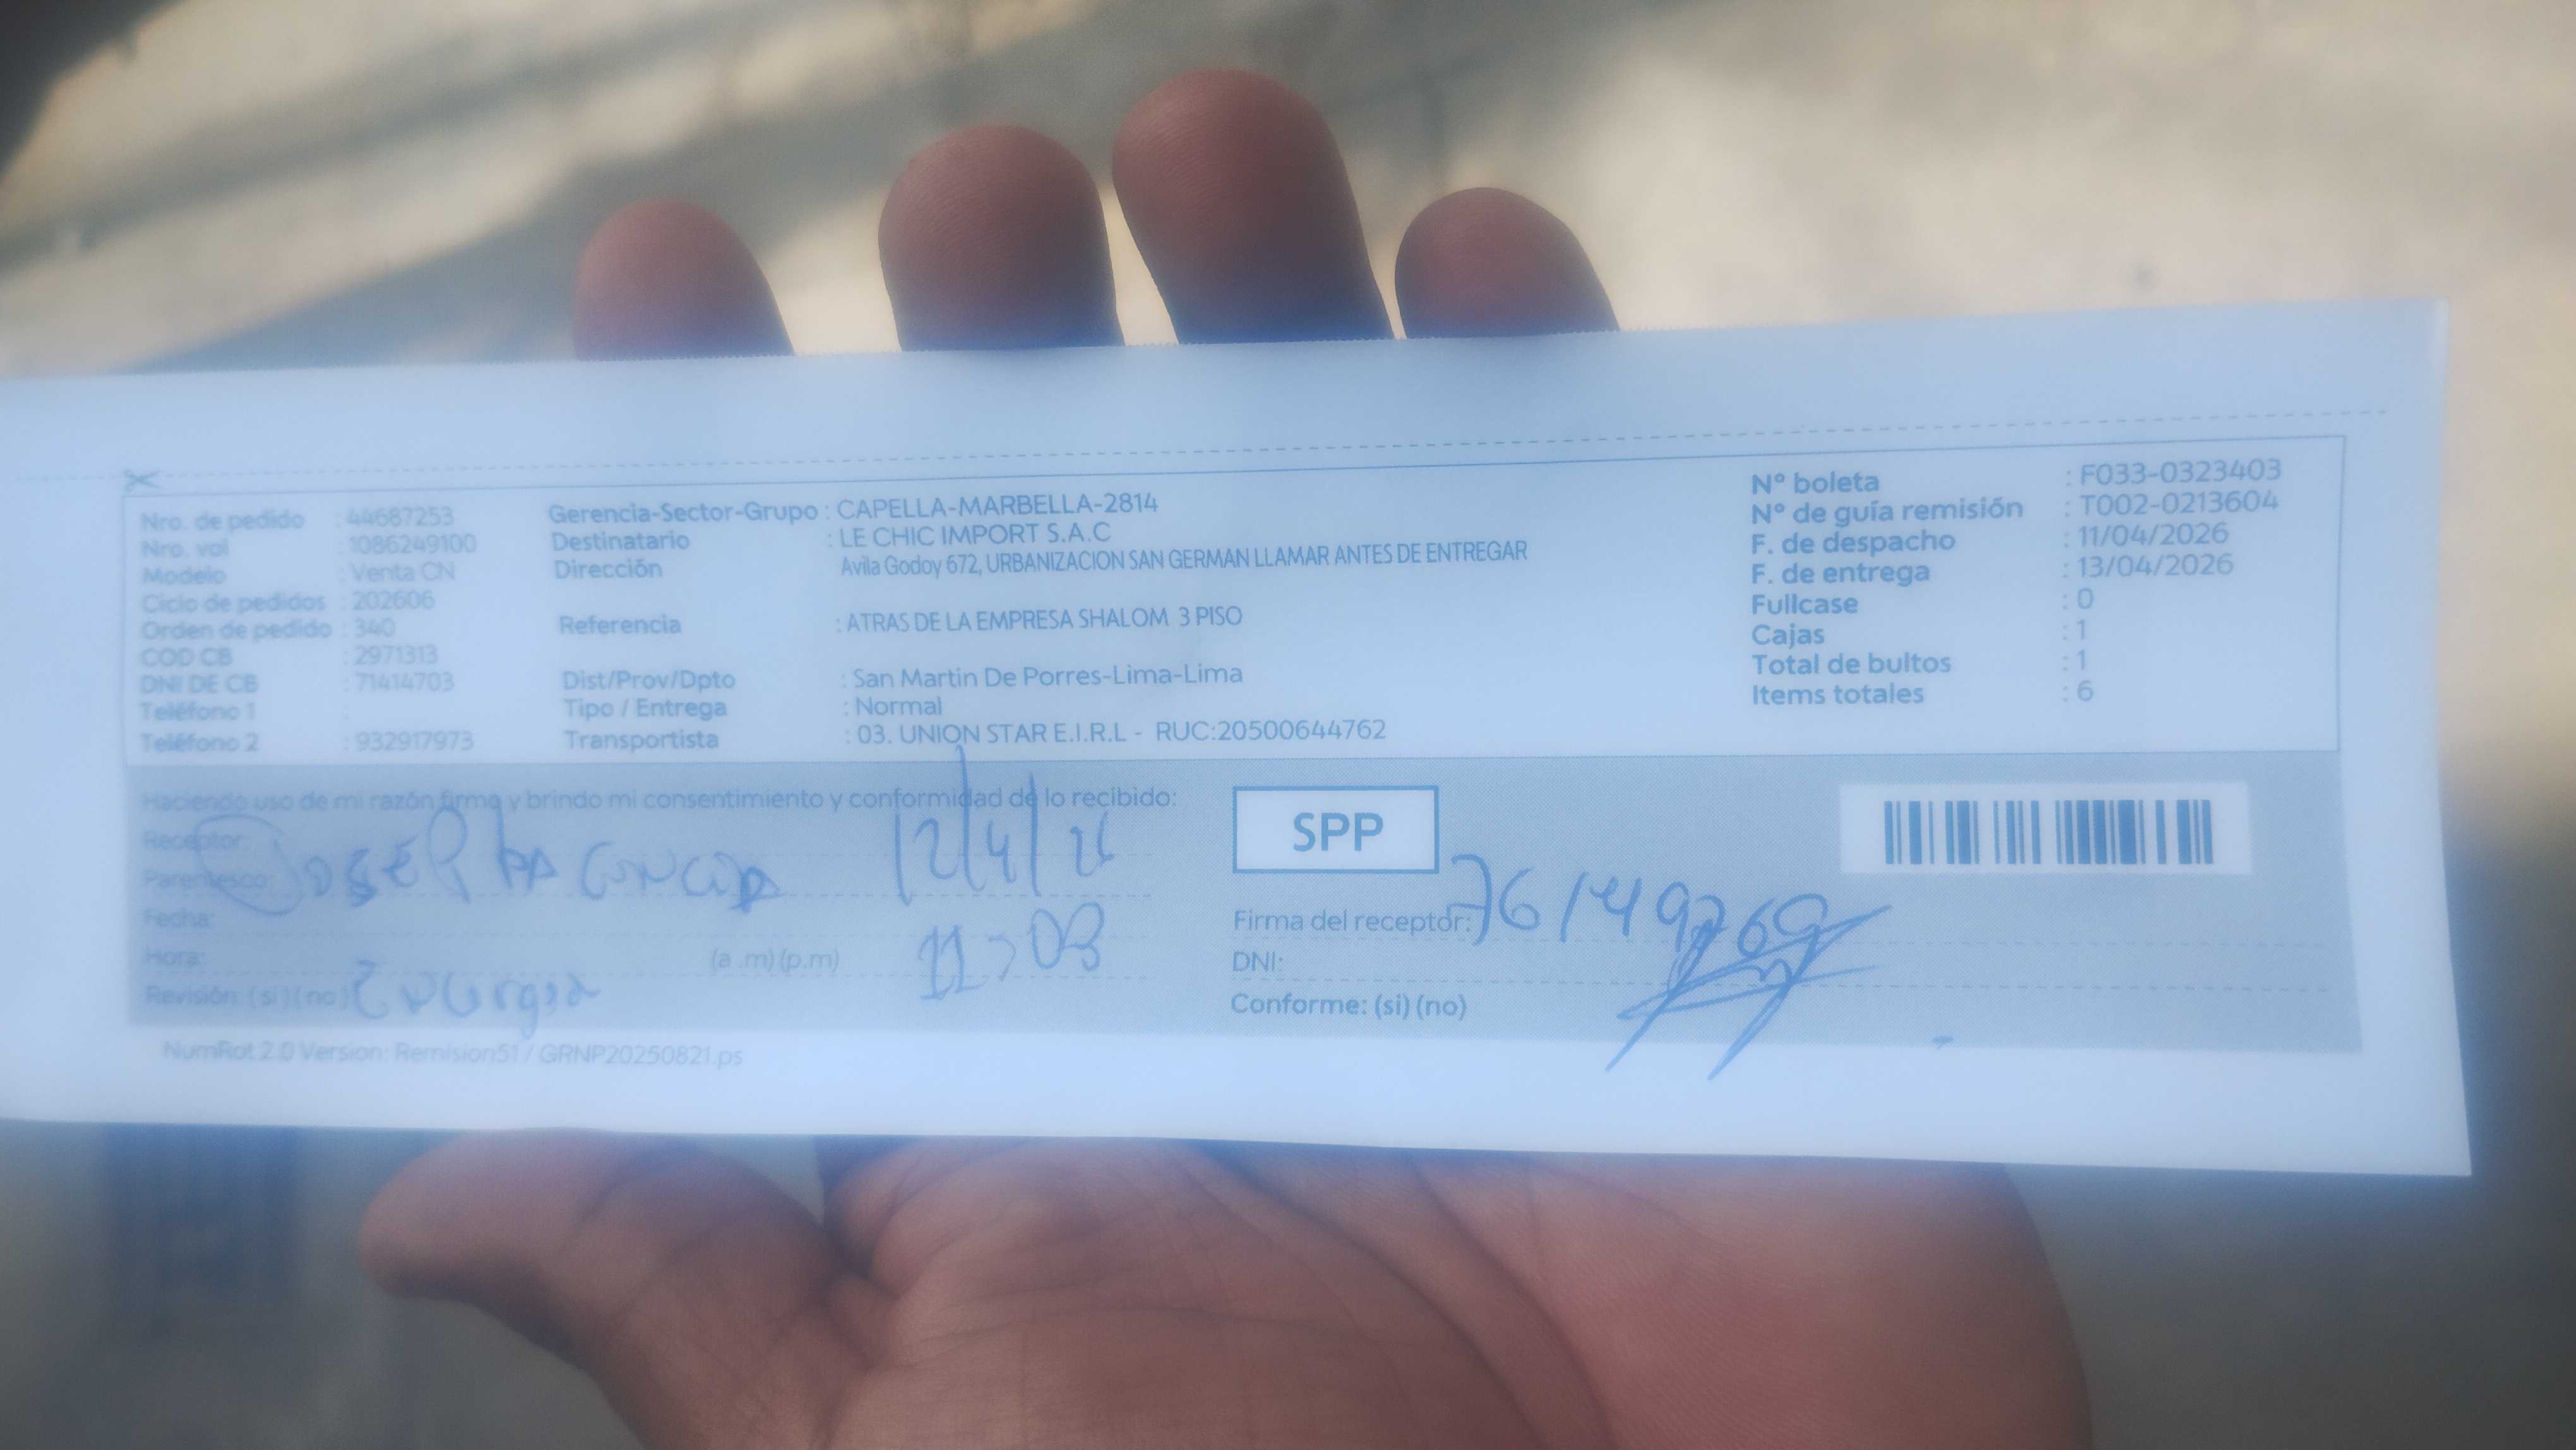 Nro. de pedido : 44687253
Nro. vol : 1086249100
Modelo : Venta CN
Ciclo de pedidos : 202606
Orden de pedido : 340
COD CB : 2971313
DNI DE CB : 71414703
Teléfono 1 :
Teléfono 2 : 932917973
Gerencia-Sector-Grupo : CAPELLA-MARBELLA-2814
Destinatario : LE CHIC IMPORT S.A.C
Dirección Avila Godoy 672, URBANIZACION SAN GERMAN LLAMAR ANTES DE ENTREGAR
Referencia : ATRAS DE LA EMPRESA SHALOM 3 PISO
Dist/Prov/Dpto : San Martin De Porres-Lima-Lima
Tipo / Entrega : Normal
Transportista : 03. UNION STAR E.I.R.L - RUC:20500644762
N° boleta : F033-0323403
N° de guía remisión : T002-0213604
F. de despacho : 11/04/2026
F. de entrega : 13/04/2026
Fullcase : 0
Cajas : 1
Total de bultos : 1
Items totales : 6
Haciendo uso de mi razón firma y brindo mi consentimiento y conformidad de lo recibido:
Receptor:
Parentesco: 12/4/26
Fecha:
Hora: (a .m) (p.m) 11:03
Revisión: (si) (no)
SPP
Firma del receptor: 76149269
DNI:
Conforme: (si) (no)
NumRot 2.0 Version: Remision51 / GRNP20250821.ps